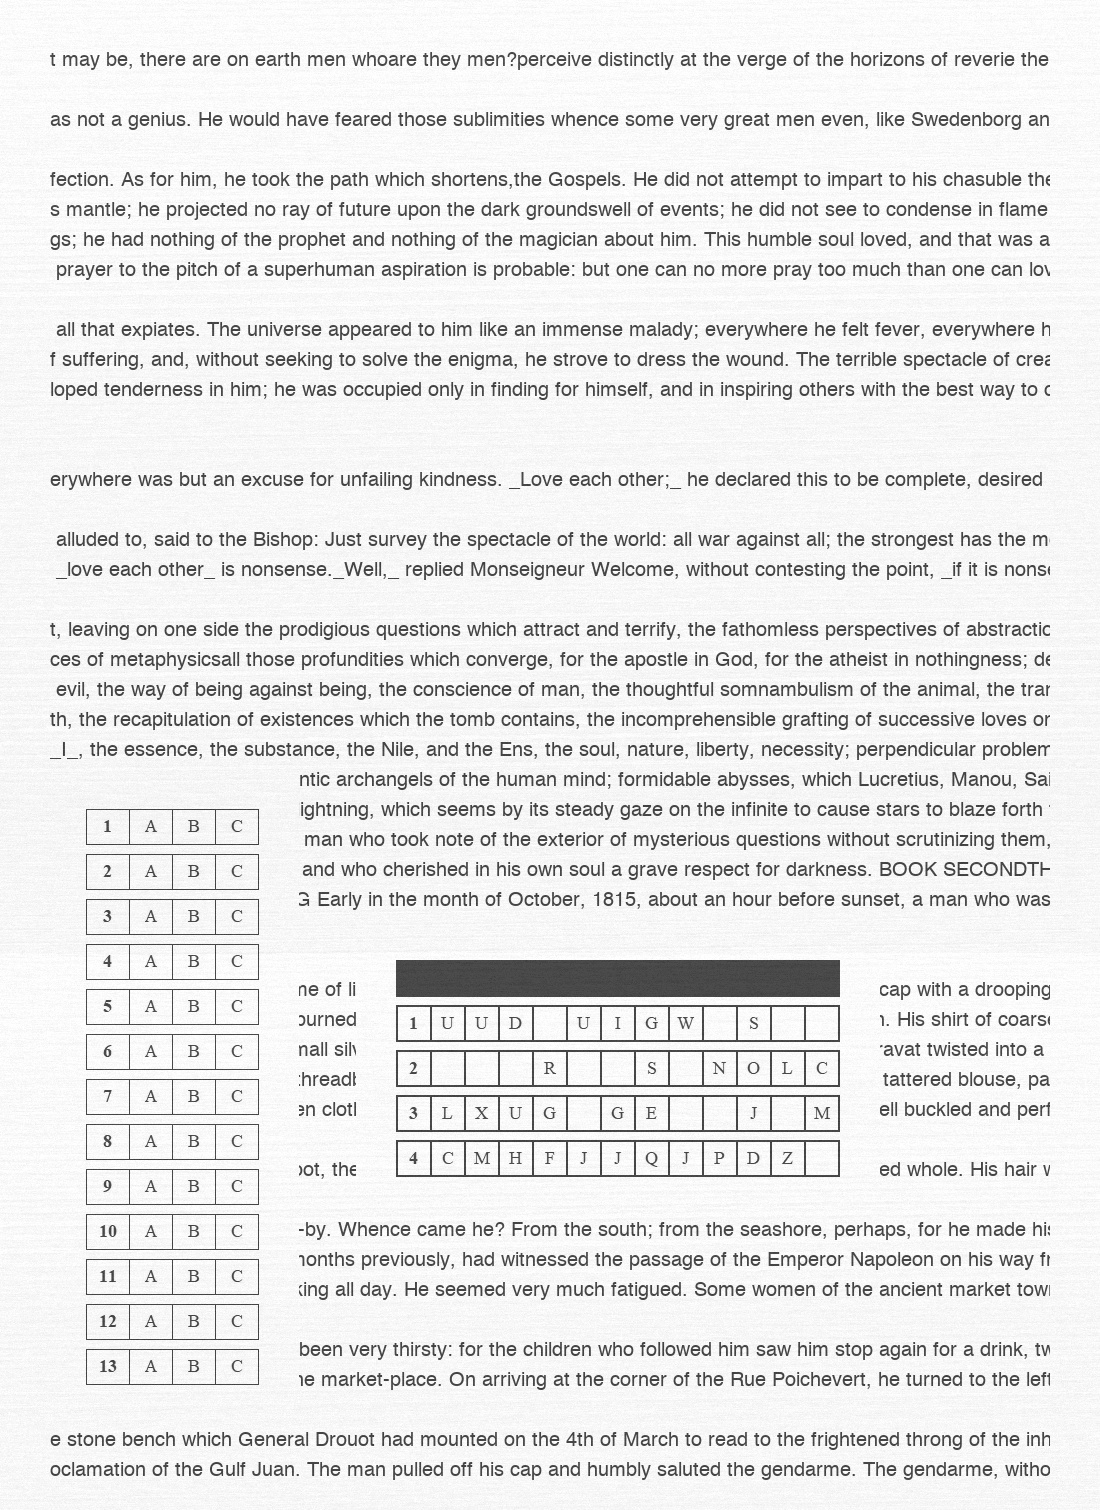 t may be, there are on earth men whoare they men?perceive distinctly at the verge of the horizons of reverie the
as not a genius. He would have feared those sublimities whence some very great men even, like Swedenborg an
fection. As for him, he took the path which shortens,the Gospels. He did not attempt to impart to his chasuble the
s mantle; he projected no ray of future upon the dark groundswell of events; he did not see to condense in flame
gs; he had nothing of the prophet and nothing of the magician about him. This humble soul loved, and that was a
prayer to the pitch of a superhuman aspiration is probable: but one can no more pray too much than one can lov
all that expiates. The universe appeared to him like an immense malady; everywhere he felt fever, everywhere h
f suffering, and, without seeking to solve the enigma, he strove to dress the wound. The terrible spectacle of crea
loped tenderness in him; he was occupied only in finding for himself, and in inspiring others with the best way to c
erywhere was but an excuse for unfailing kindness. _Love each other;_ he declared this to be complete, desired
alluded to, said to the Bishop: Just survey the spectacle of the world: all war against all; the strongest has the m
_love each other_ is nonsense._Well,_ replied Monseigneur Welcome, without contesting the point, _if it is nonse
t, leaving on one side the prodigious questions which attract and terrify, the fathomless perspectives of abstractio
ces of metaphysicsall those profundities which converge, for the apostle in God, for the atheist in nothingness; de
evil, the way of being against being, the conscience of man, the thoughtful somnambulism of the animal, the tran
th, the recapitulation of existences which the tomb contains, the incomprehensible grafting of successive loves on
_I_, the essence, the substance, the Nile, and the Ens, the soul, nature, liberty, necessity; perpendicular problem
ntic archangels of the human mind; formidable abysses, which Lucretius, Manou, Sai
ightning, which seems by its steady gaze on the infinite to cause stars to blaze forth
man who took note of the exterior of mysterious questions without scrutinizing them,
and who cherished in his own soul a grave respect for darkness. BOOK SECONDTH
G Early in the month of October, 1815, about an hour before sunset, a man who was
1 A B C
2 A B C
3 A B C
4 A B C
5 A B C
6 A B C
7 A B C
8 A B C
9 A B C
10 A B C
11 A B C
12 A B C
13 A B C
me of li cap with a drooping
ourned n. His shirt of coarse
mall silv ravat twisted into a
threadb tattered blouse, pa
en cloth ell buckled and perf
oot, the ed whole. His hair w
1 U U D U I G W S
2 R S N O L C
3 L X U G G E J M
4 C M H F J J Q J P D Z
-by. Whence came he? From the south; from the seashore, perhaps, for he made his
months previously, had witnessed the passage of the Emperor Napoleon on his way fr
king all day. He seemed very much fatigued. Some women of the ancient market town
been very thirsty: for the children who followed him saw him stop again for a drink, tw
he market-place. On arriving at the corner of the Rue Poichevert, he turned to the left
e stone bench which General Drouot had mounted on the 4th of March to read to the frightened throng of the inh
oclamation of the Gulf Juan. The man pulled off his cap and humbly saluted the gendarme. The gendarme, witho